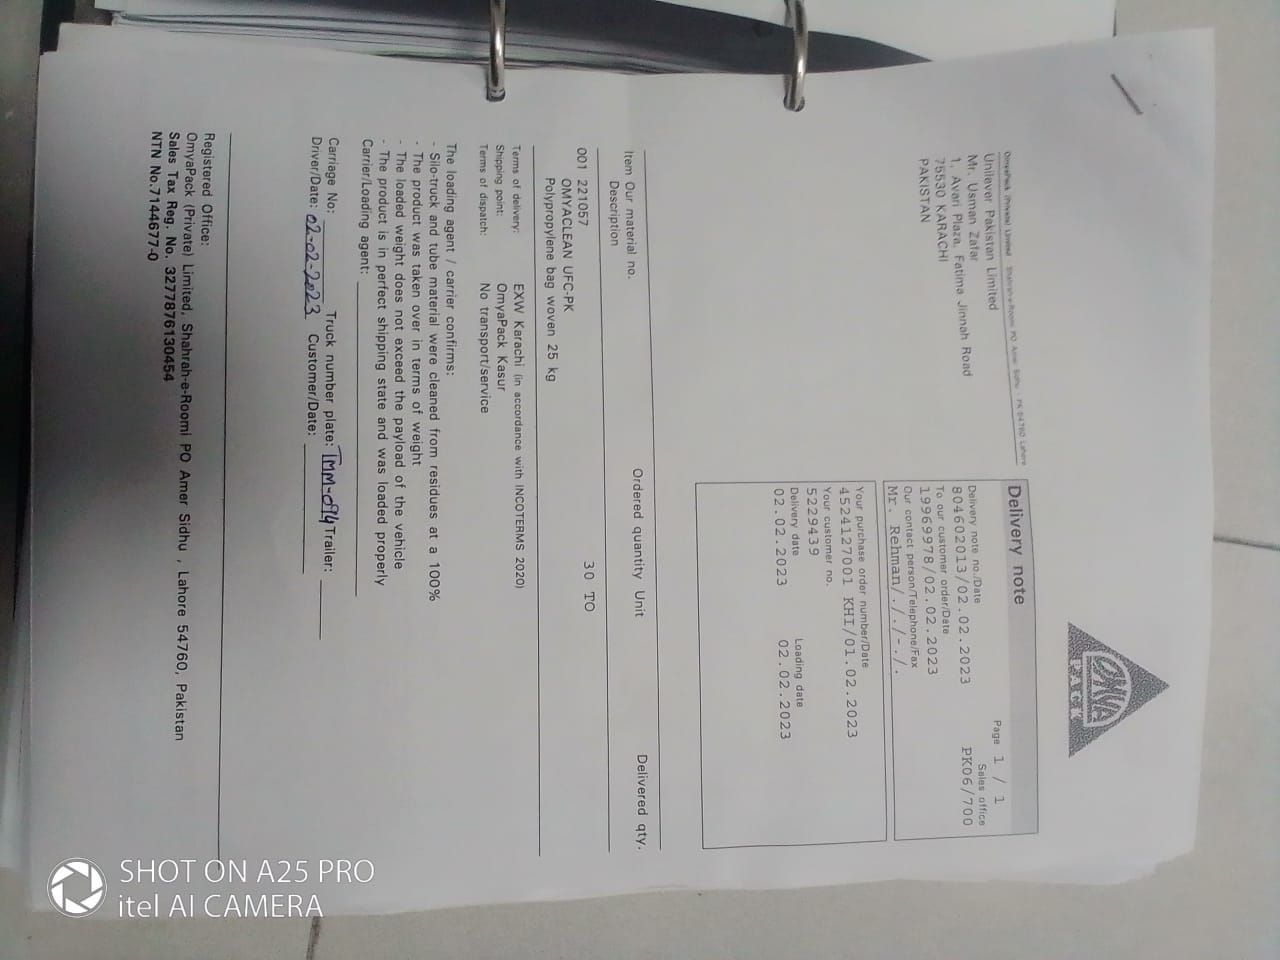 OMYA
PACK
OmyaPack (Private) Limited - Shahrah-e-Roomi PO Amer Sidhu - PK-54760 Lahore
Unilever Pakistan Limited
Mr. Usman Zafar
1, Avari Plaza, Fatima Jinnah Road
75530 KARACHI
PAKISTAN
Delivery note
Page 1 / 1
Delivery note no./Date Sales office
804602013/02.02.2023 PK06/700
To our customer order/Date
19969978/02.02.2023
Our contact person/Telephone/Fax
Mr. Rehman/././-./.
Your purchase order number/Date
4524127001 KHI/01.02.2023
Your customer no.
5229439
Delivery date Loading date
02.02.2023 02.02.2023
Item Our material no. Ordered quantity Unit Delivered qty.
Description
001 221057 30 TO
OMYACLEAN UFC-PK
Polypropylene bag woven 25 kg
Terms of delivery: EXW Karachi (in accordance with INCOTERMS 2020)
Shipping point: OmyaPack Kasur
Terms of dispatch: No transport/service
The loading agent / carrier confirms:
- Silo-truck and tube material were cleaned from residues at a 100%
- The product was taken over in terms of weight
- The loaded weight does not exceed the payload of the vehicle
- The product is in perfect shipping state and was loaded properly
Carrier/Loading agent:
Carriage No: Truck number plate: TMM-094 Trailer:
Driver/Date: 02-02-2023 Customer/Date:
Registered Office:
OmyaPack (Private) Limited, Shahrah-e-Roomi PO Amer Sidhu , Lahore 54760, Pakistan
Sales Tax Reg. No. 3277876130454
NTN No.7144677-0
SHOT ON A25 PRO
itel AI CAMERA